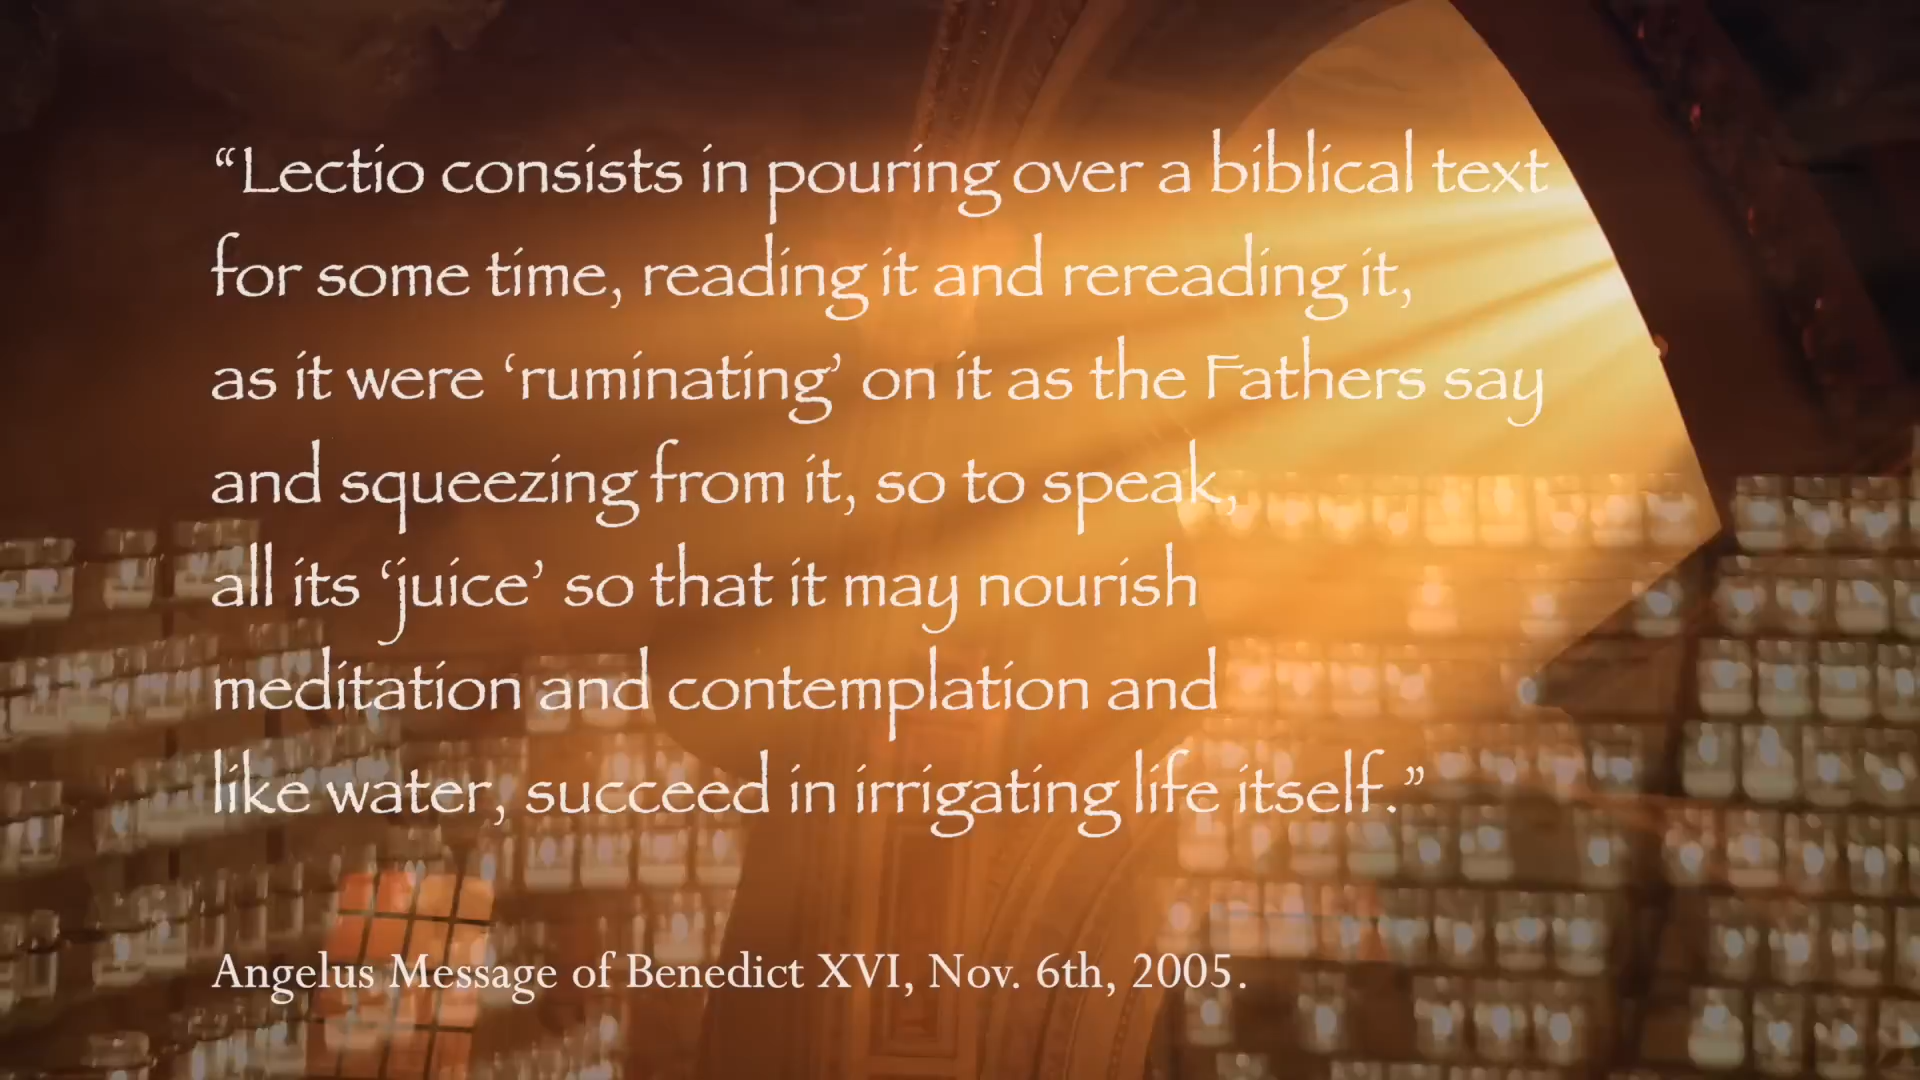 “Lectio consists in pouring over a biblical text
for some time, reading it and rereading it,
as it were ‘ruminating’ on it as the Fathers say
and squeezing from it, so to speak,
all its ‘juice’ so that it may nourish
meditation and contemplation and
like water, succeed in irrigating life itself.”
Angelus Message of Benedict XVI, Nov. 6th, 2005.